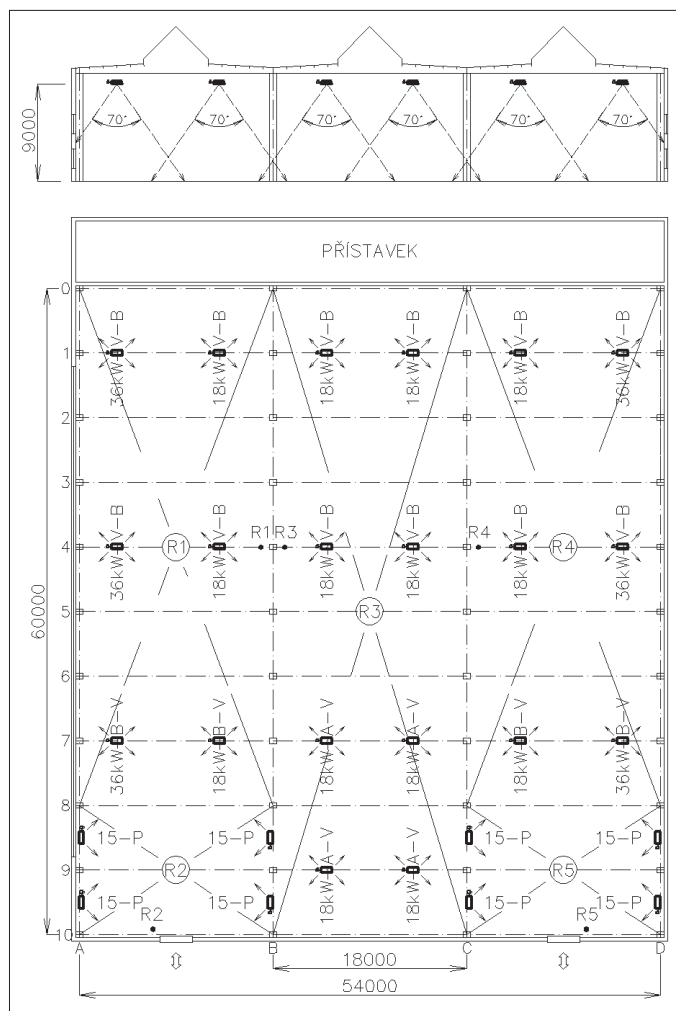 70° 70° 70° 70° 70° 70°
9000
PŘÍSTAVEK
0
36kW V-B 18kW V-B 18kW V-B 18kW V-B 18kW V-B 36kW V-B
1
2
3
36kW V-B 18kW V-B 18kW V-B 18kW V-B 18kW V-B 36kW V-B
R1 R3 R4
4 R1 R4
60000
5 R3
6
36kW B-V 18kW B-V 18kW A-V 18kW A-V 18kW B-V 36kW B-V
7
8
15-P 15-P 15-P 15-P
18kW A-V 18kW A-V
9 R2 R5
15-P 15-P 15-P 15-P
R2 R5
10
A B C D
18000
54000